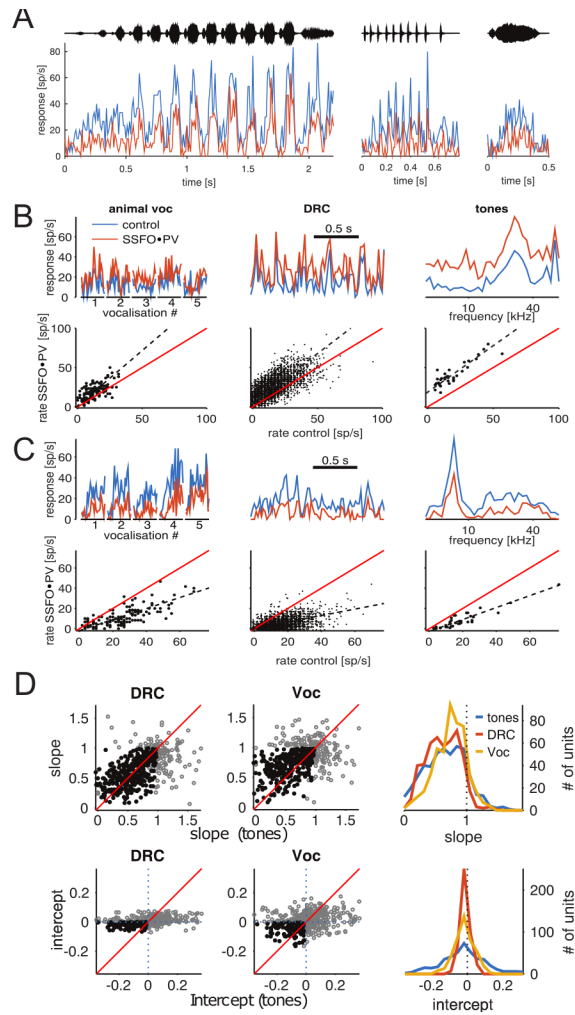 A
response [sp/s]
80
60
40
20
0
0 0.5 1 1.5 2
time [s]
0 0.2 0.4 0.6
time [s]
0 0.5
time [s]
B
animal voc DRC tones
control
SSFO•PV
0.5 s
response [sp/s]
60
40
20
0
1 2 3 4 5
vocalisation #
10 40
frequency [kHz]
rate SSFO•PV [sp/s]
100
50
0
0 50 100
0 50 100
rate control [sp/s]
0 50 100
C
response [sp/s]
80
60
40
20
0
0.5 s
1 2 3 4 5
vocalisation #
10 40
frequency [kHz]
rate SSFO•PV [sp/s]
60
40
20
0
0 20 40 60
0 20 40 60
rate control [sp/s]
0 20 40 60
D
DRC Voc
slope
1.5
1
0.5
0
0 0.5 1 1.5
0 0.5 1 1.5
slope (tones)
tones
DRC
Voc
80
60
40
20
0
# of units
0 1
slope
DRC Voc
intercept
0.2
0
-0.2
-0.2 0 0.2
-0.2 0 0.2
Intercept (tones)
200
100
0
# of units
-0.2 0 0.2
intercept